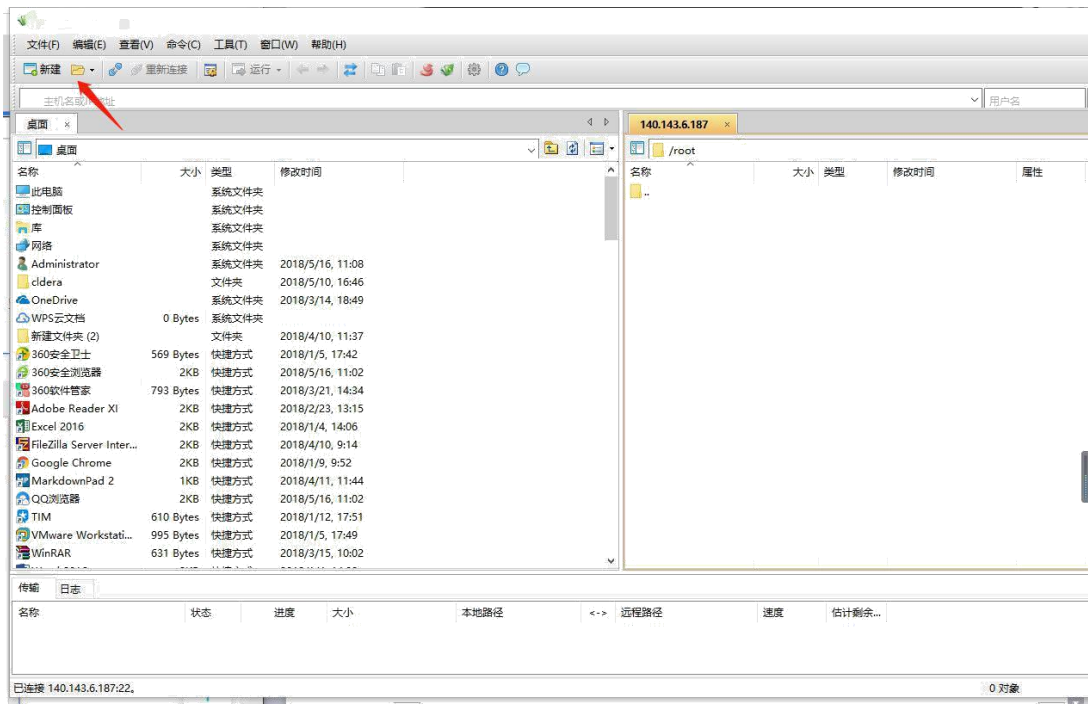 文件(F) 编辑(E) 查看(V) 命令(C) 工具(T) 窗口(W) 帮助(H)
新建 重新连接 运行
主机名或 地址 用户名
桌面 × 140.143.6.187 ×
桌面 /root
名称 大小 类型 修改时间 名称 大小 类型 修改时间 属性
此电脑 系统文件夹 ..
控制面板 系统文件夹
库 系统文件夹
网络 系统文件夹
Administrator 系统文件夹 2018/5/16, 11:08
cldera 文件夹 2018/5/10, 16:46
OneDrive 系统文件夹 2018/3/14, 18:49
WPS云文档 0 Bytes 系统文件夹
新建文件夹 (2) 文件夹 2018/4/10, 11:37
360安全卫士 569 Bytes 快捷方式 2018/1/5, 17:42
360安全浏览器 2KB 快捷方式 2018/5/16, 11:02
360软件管家 793 Bytes 快捷方式 2018/3/21, 14:34
Adobe Reader XI 2KB 快捷方式 2018/2/23, 13:15
Excel 2016 2KB 快捷方式 2018/1/4, 14:06
FileZilla Server Inter... 2KB 快捷方式 2018/4/10, 9:14
Google Chrome 2KB 快捷方式 2018/1/9, 9:52
MarkdownPad 2 1KB 快捷方式 2018/4/11, 11:44
QQ浏览器 2KB 快捷方式 2018/5/16, 11:02
TIM 610 Bytes 快捷方式 2018/1/12, 17:51
VMware Workstati... 995 Bytes 快捷方式 2018/1/5, 17:49
WinRAR 631 Bytes 快捷方式 2018/3/15, 10:02
传输 日志
名称 状态 进度 大小 本地路径 <-> 远程路径 速度 估计剩余...
已连接 140.143.6.187:22。 0 对象